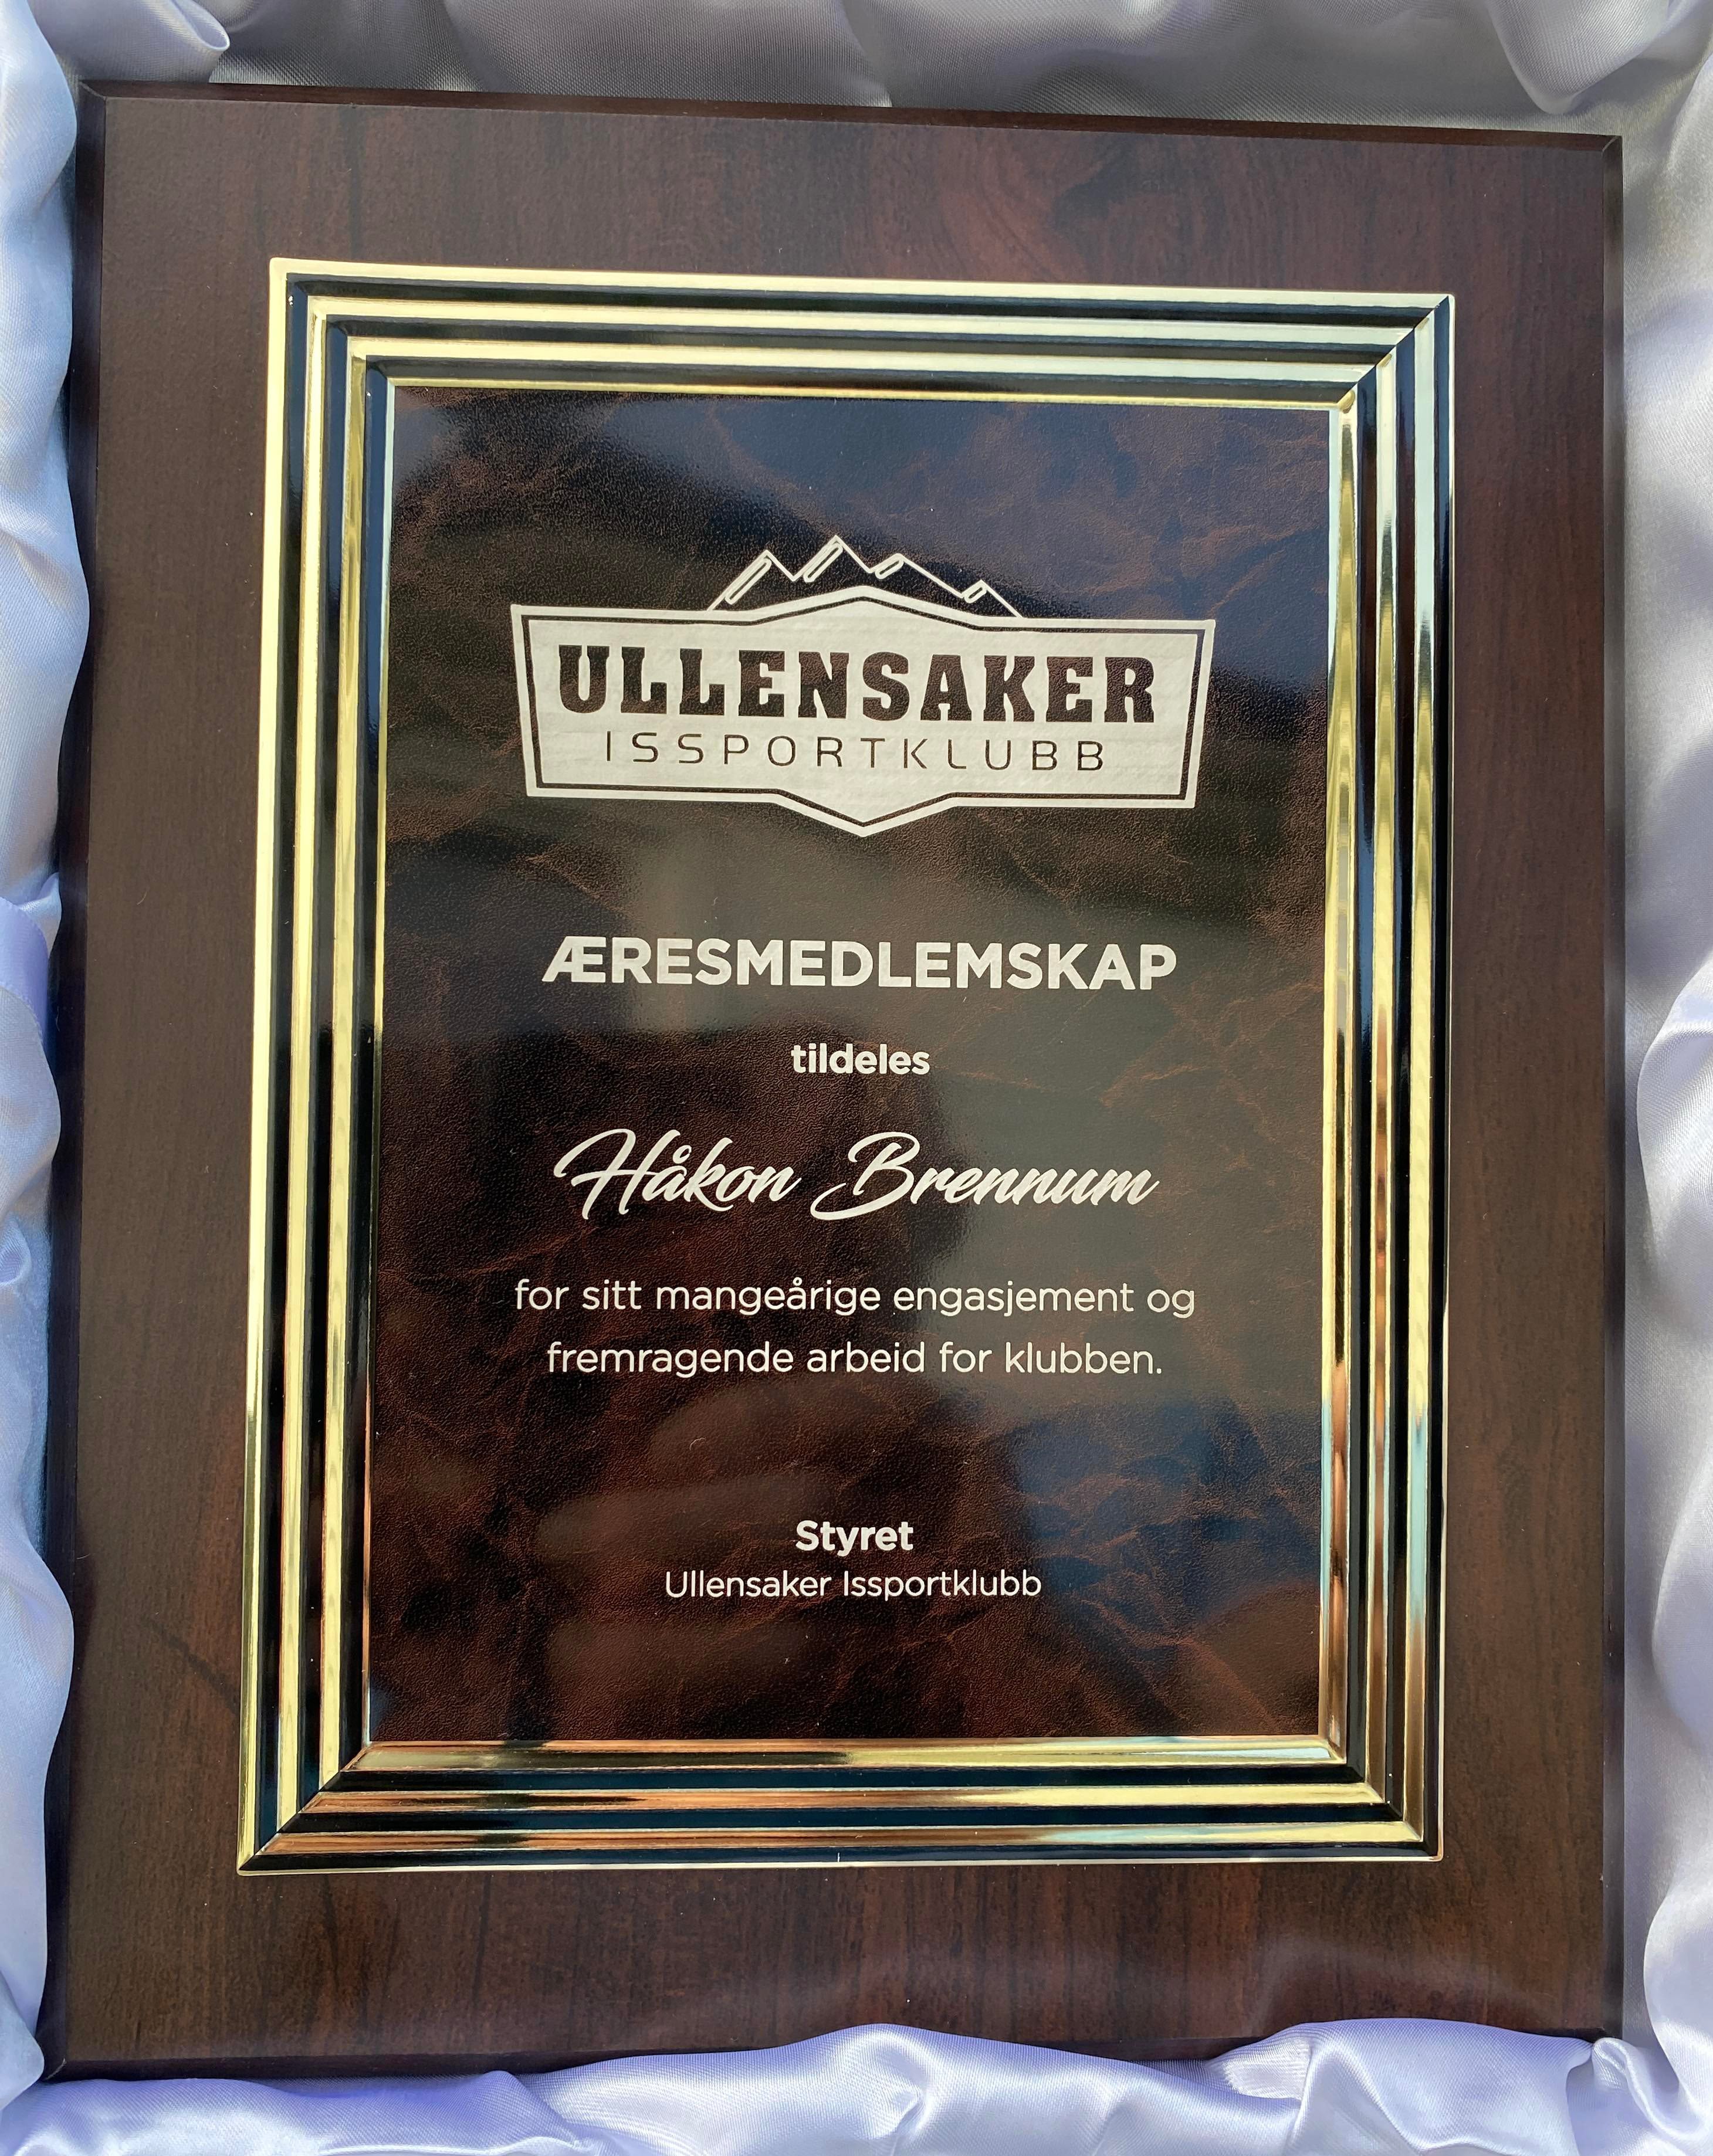 ULLENSAKER
ISSPORTKLUBB
ÆRESMEDLEMSKAP
tildeles
Håkon Brennum
for sitt mangeårige engasjement og
fremragende arbeid for klubben.
Styret
Ullensaker Issportklubb